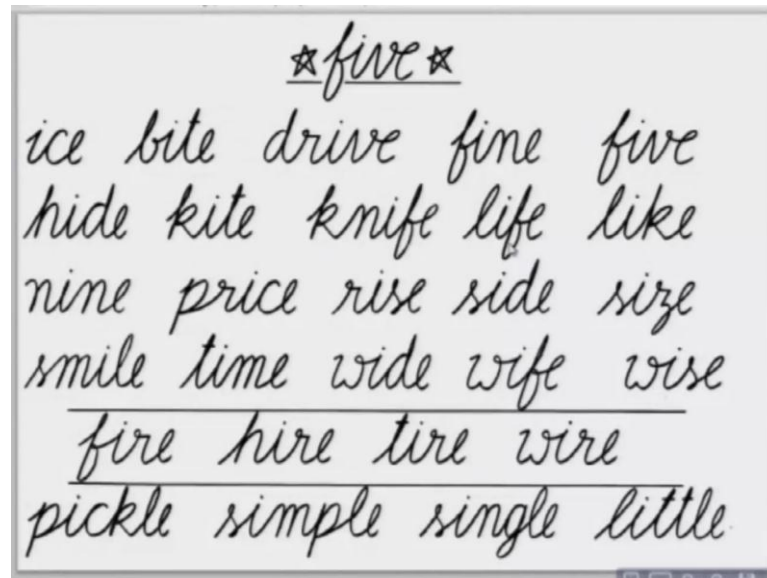 ☆five☆
ice bite drive fine five
hide kite knife life like
nine price rise side size
smile time wide wife wise
fire hire tire wire
pickle simple single little